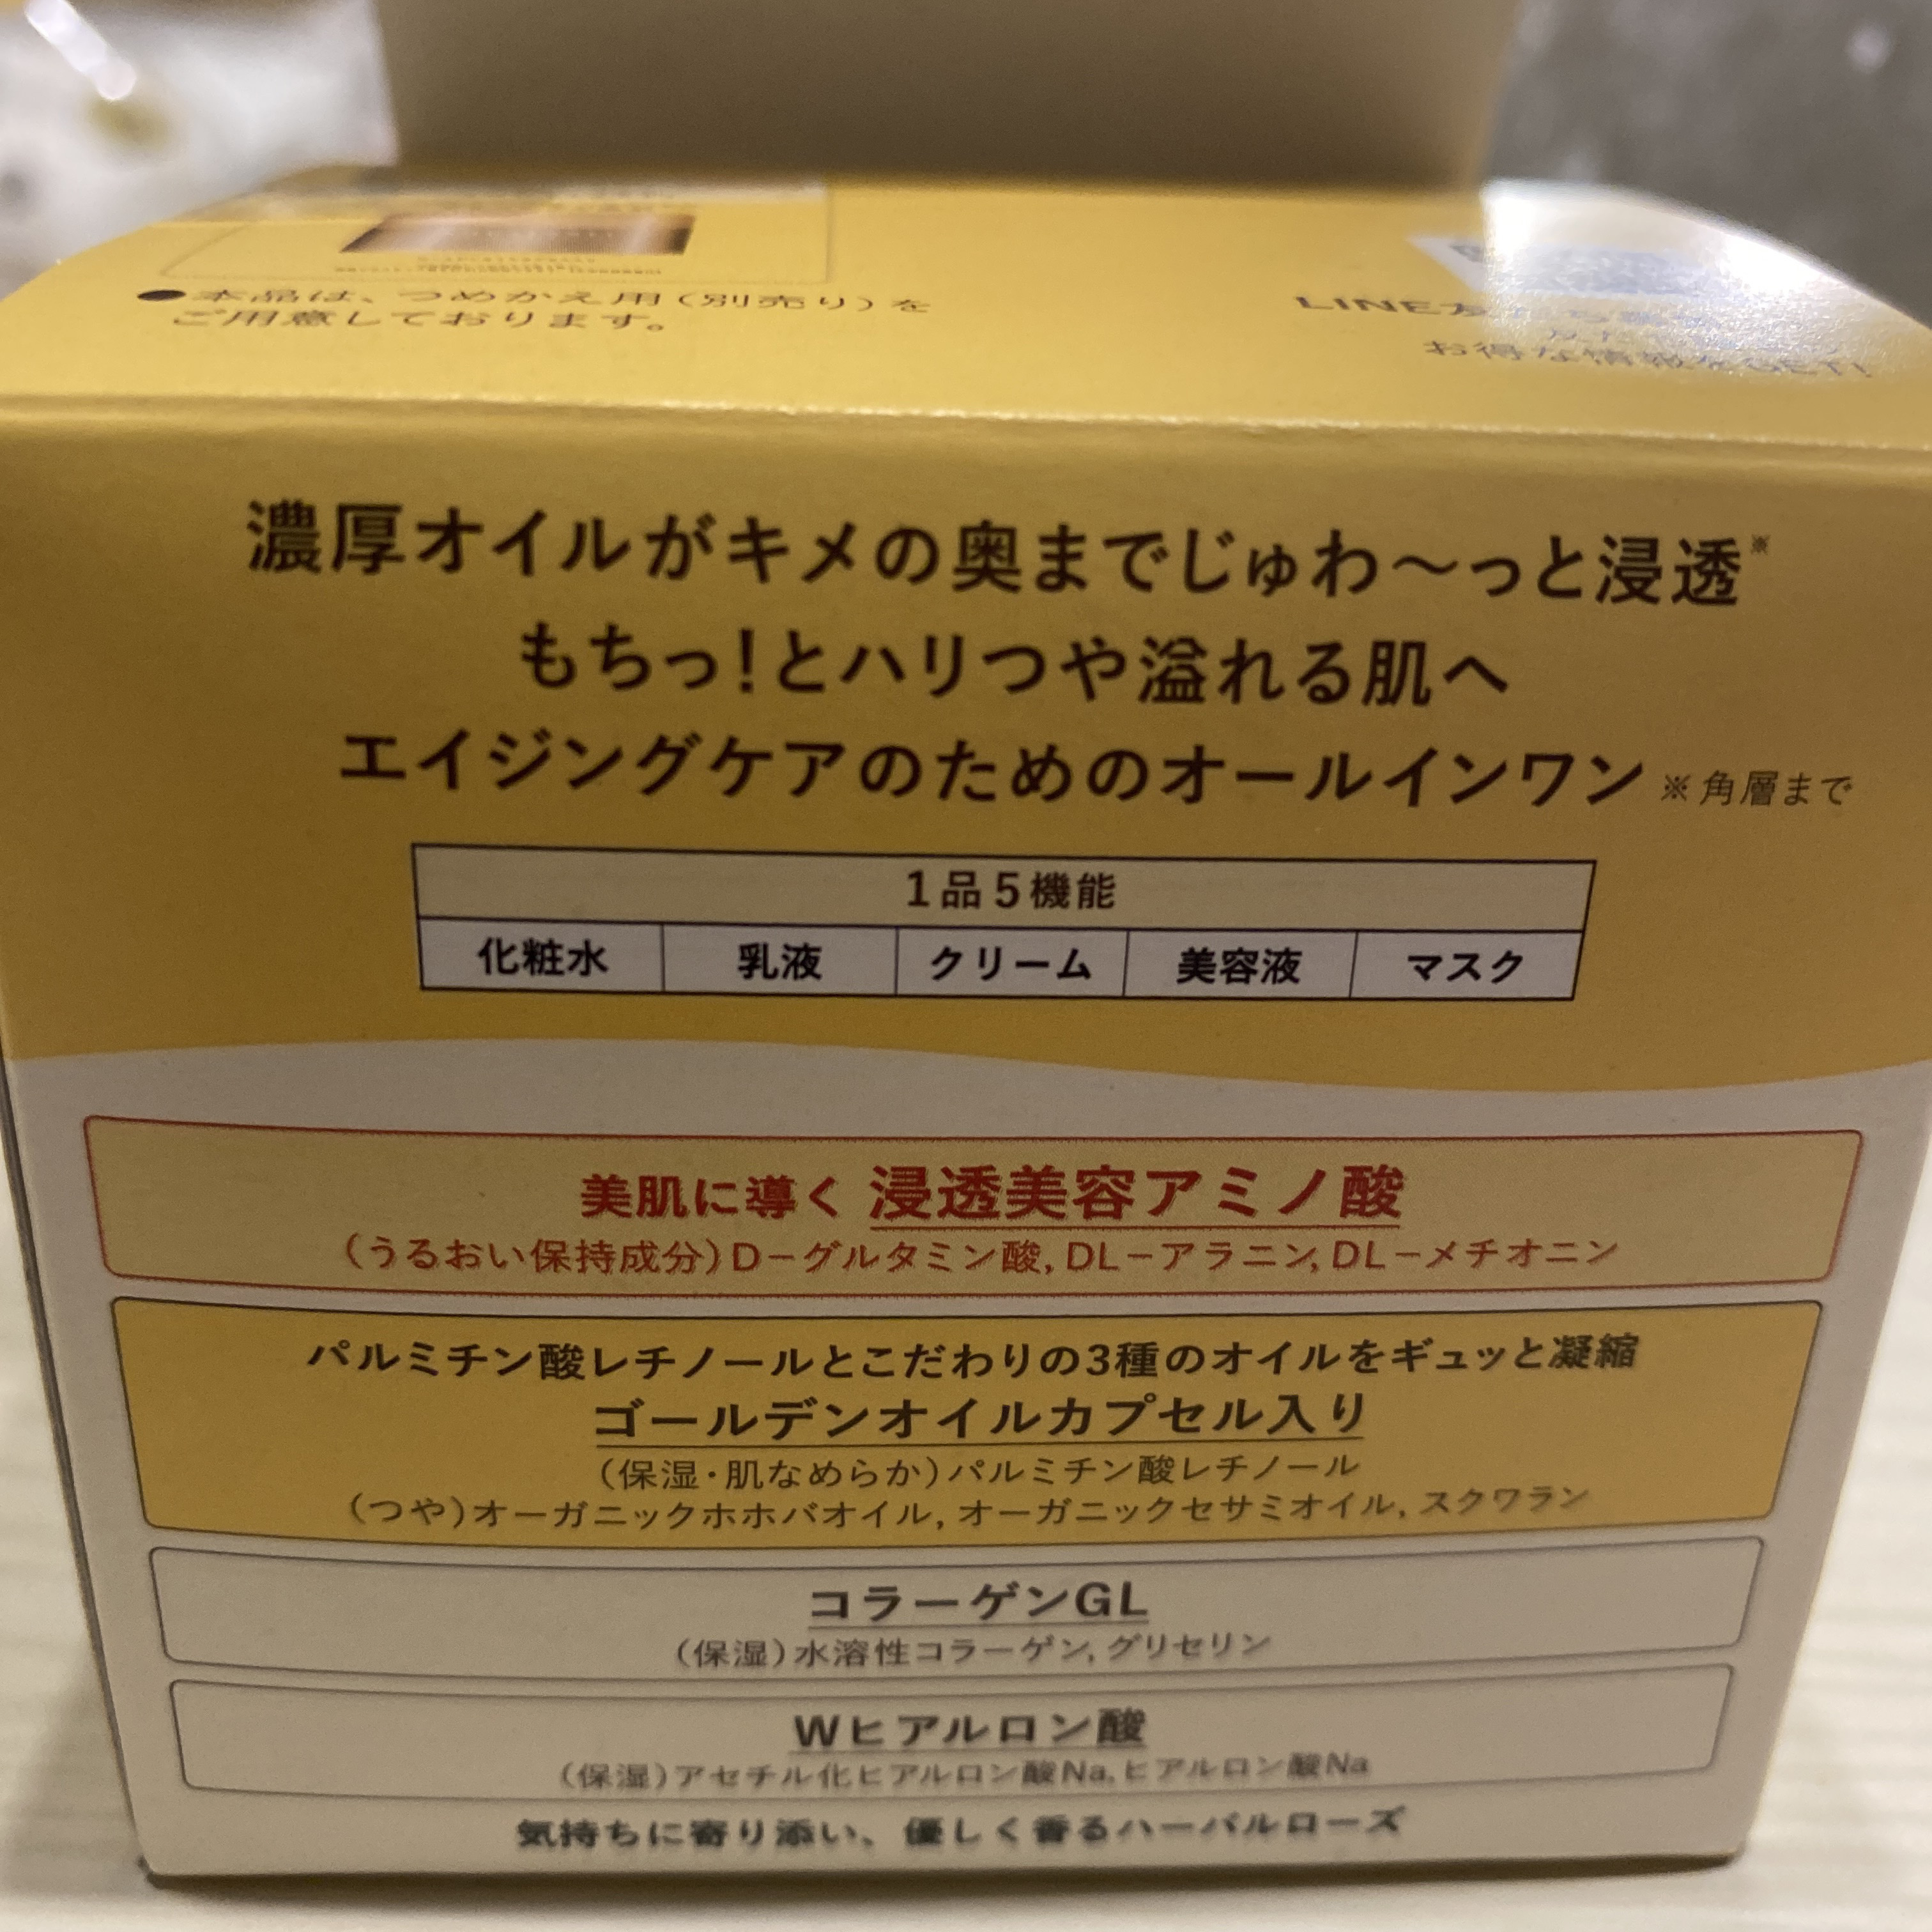 ●本品は、つめかえ用(別売り)を
ご用意しております。
LINE
お得な情報をGET!
濃厚オイルがキメの奥までじゅわ〜っと浸透※
もちっ!とハリつや溢れる肌へ
エイジングケアのためのオールインワン ※角層まで
1品5機能
化粧水 乳液 クリーム 美容液 マスク
美肌に導く 浸透美容アミノ酸
(うるおい保持成分)D−グルタミン酸, DL−アラニン, DL−メチオニン
パルミチン酸レチノールとこだわりの3種のオイルをギュッと凝縮
ゴールデンオイルカプセル入り
(保湿・肌なめらか)パルミチン酸レチノール
(つや)オーガニックホホバオイル, オーガニックセサミオイル, スクワラン
コラーゲンGL
(保湿)水溶性コラーゲン, グリセリン
Wヒアルロン酸
(保湿)アセチル化ヒアルロン酸Na, ヒアルロン酸Na
気持ちに寄り添い、優しく香るハーバルローズ